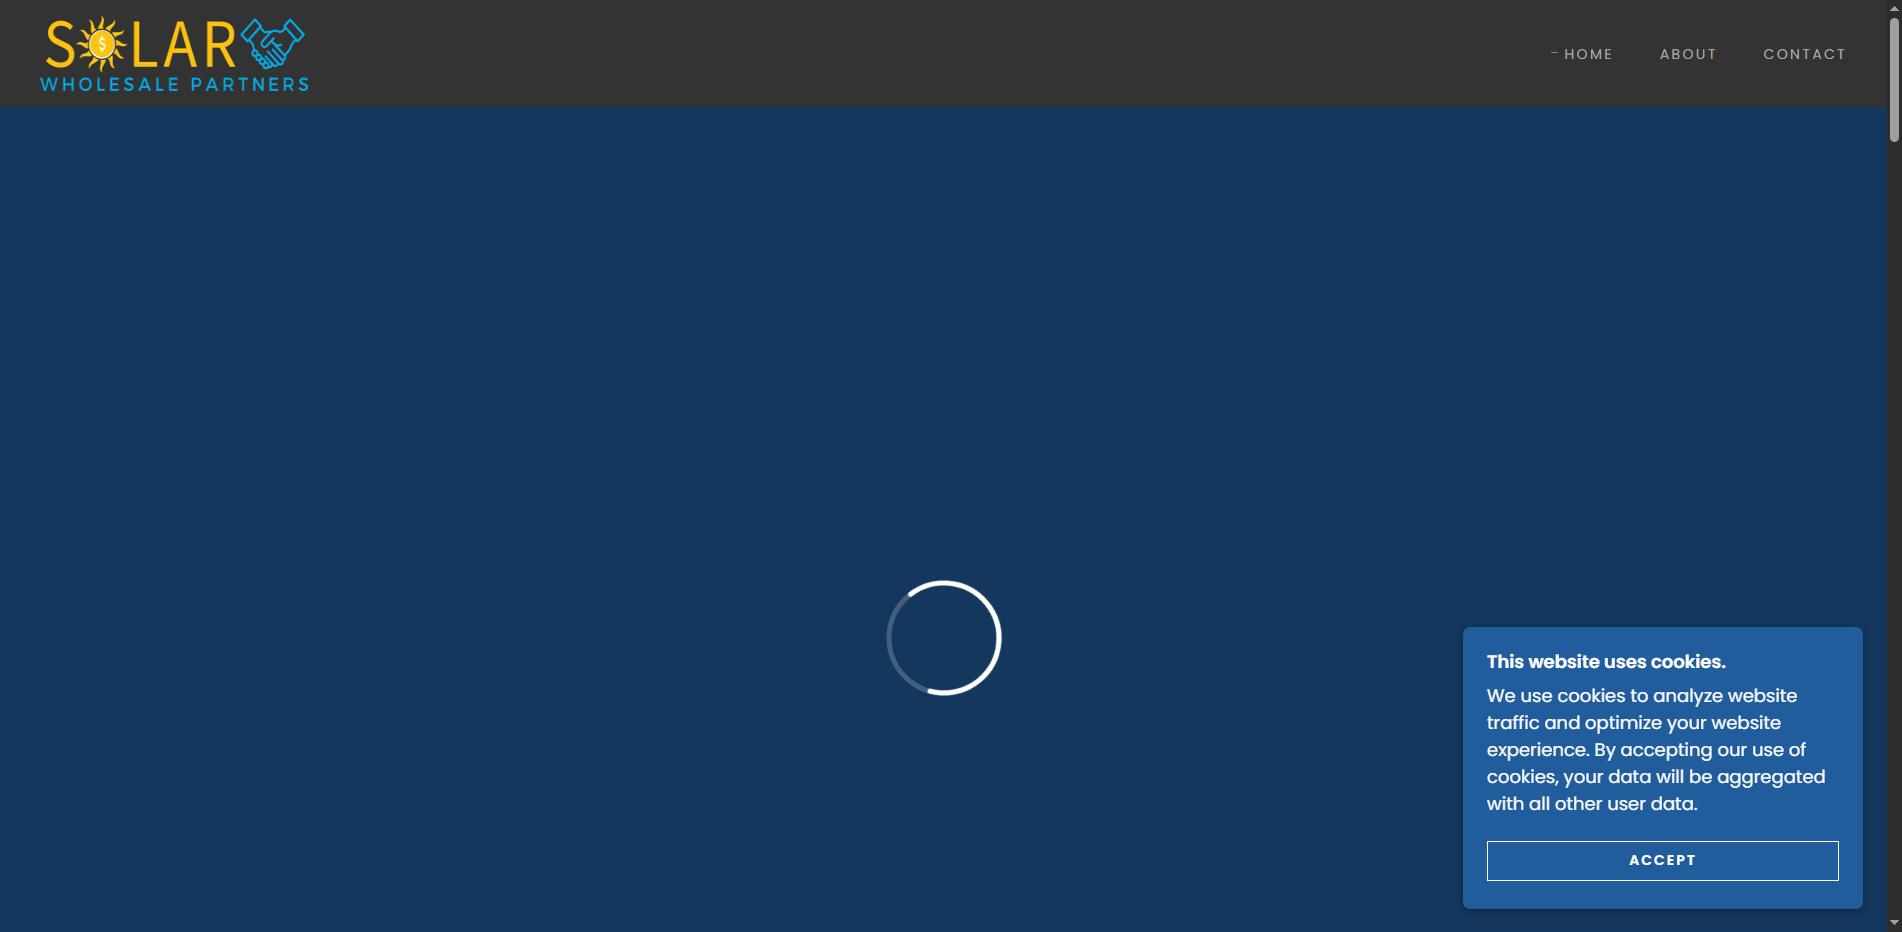 SOLAR
WHOLESALE PARTNERS
HOME ABOUT CONTACT
This website uses cookies.
We use cookies to analyze website
traffic and optimize your website
experience. By accepting our use of
cookies, your data will be aggregated
with all other user data.
ACCEPT